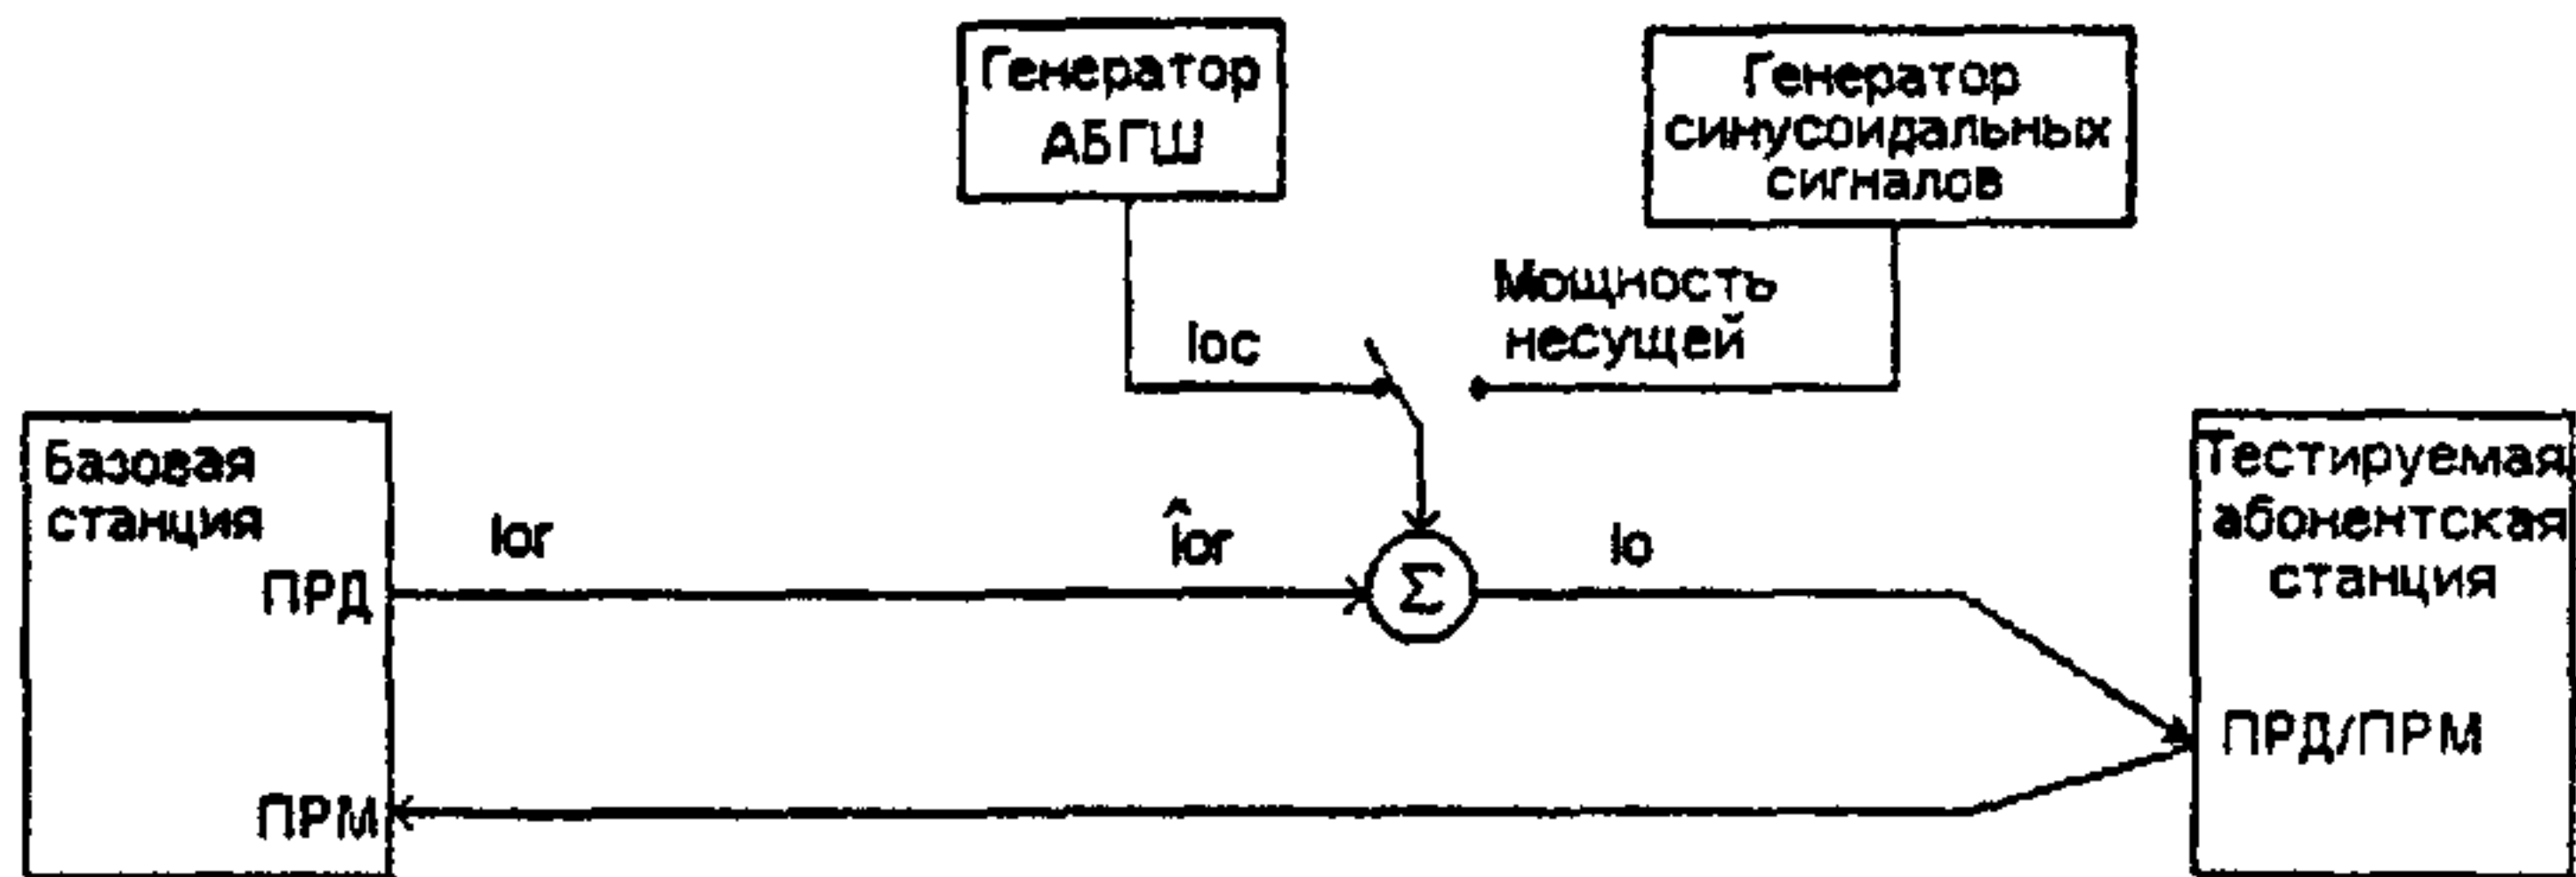 Генератор
АБГШ
Генератор
синусоидальных
сигналов
Мощность
несущей
Ioc
Базовая
станция
Ior
Îor
Io
ПРД
ПРМ
Σ
Тестируемая
абонентская
станция
ПРД/ПРМ